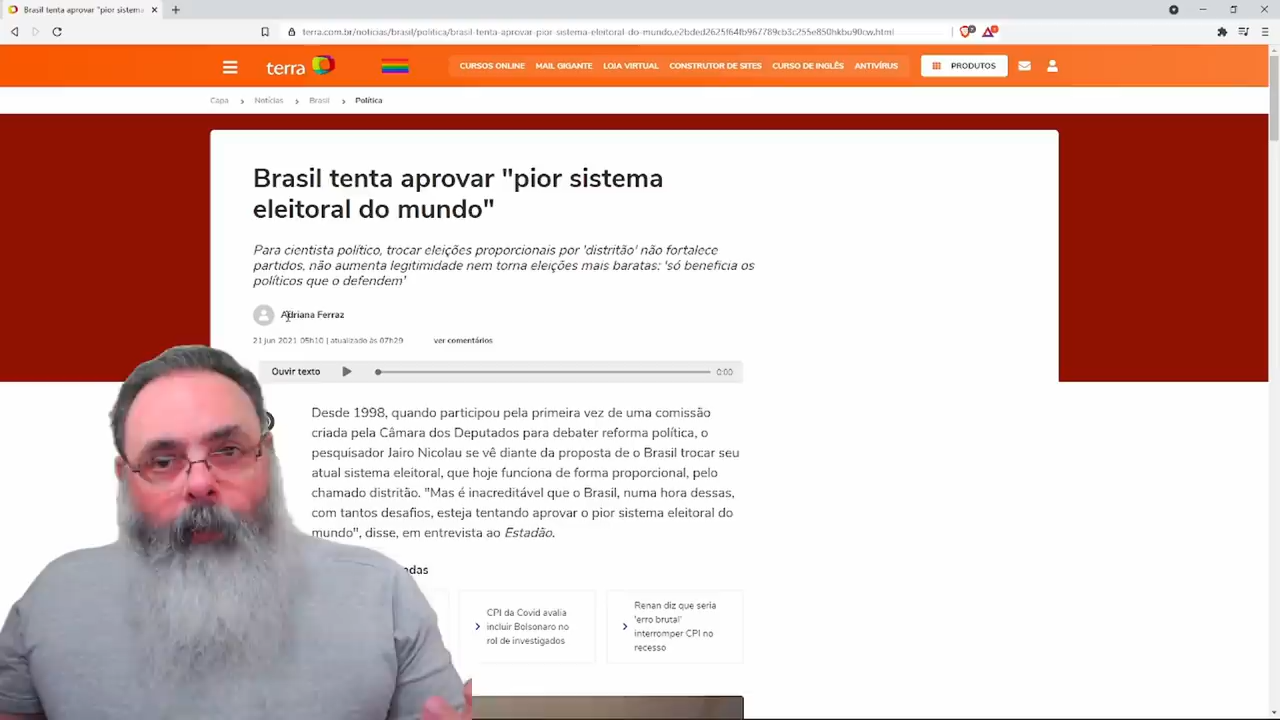 Brasil tenta aprovar "pior sistema
terra.com.br/noticias/brasil/politica/brasil-tenta-aprovar-pior-sistema-eleitoral-do-mundo,e2bded2625f64fb967789cb3c255e850hkbu90cw.html
terra
CURSOS ONLINE MAIL GIGANTE LOJA VIRTUAL CONSTRUTOR DE SITES CURSO DE INGLÊS ANTIVÍRUS PRODUTOS
Capa > Notícias > Brasil > Política
Brasil tenta aprovar "pior sistema
eleitoral do mundo"
Para cientista político, trocar eleições proporcionais por 'distritão' não fortalece
partidos, não aumenta legitimidade nem torna eleições mais baratas: 'só beneficia os
políticos que o defendem'
Adriana Ferraz
21 jun 2021 05h10 | atualizado às 07h29 ver comentários
Ouvir texto 0:00
Desde 1998, quando participou pela primeira vez de uma comissão
criada pela Câmara dos Deputados para debater reforma política, o
pesquisador Jairo Nicolau se vê diante da proposta de o Brasil trocar seu
atual sistema eleitoral, que hoje funciona de forma proporcional, pelo
chamado distritão. "Mas é inacreditável que o Brasil, numa hora dessas,
com tantos desafios, esteja tentando aprovar o pior sistema eleitoral do
mundo", disse, em entrevista ao Estadão.
adas
CPI da Covid avalia
incluir Bolsonaro no
rol de investigados
Renan diz que seria
'erro brutal'
interromper CPI no
recesso